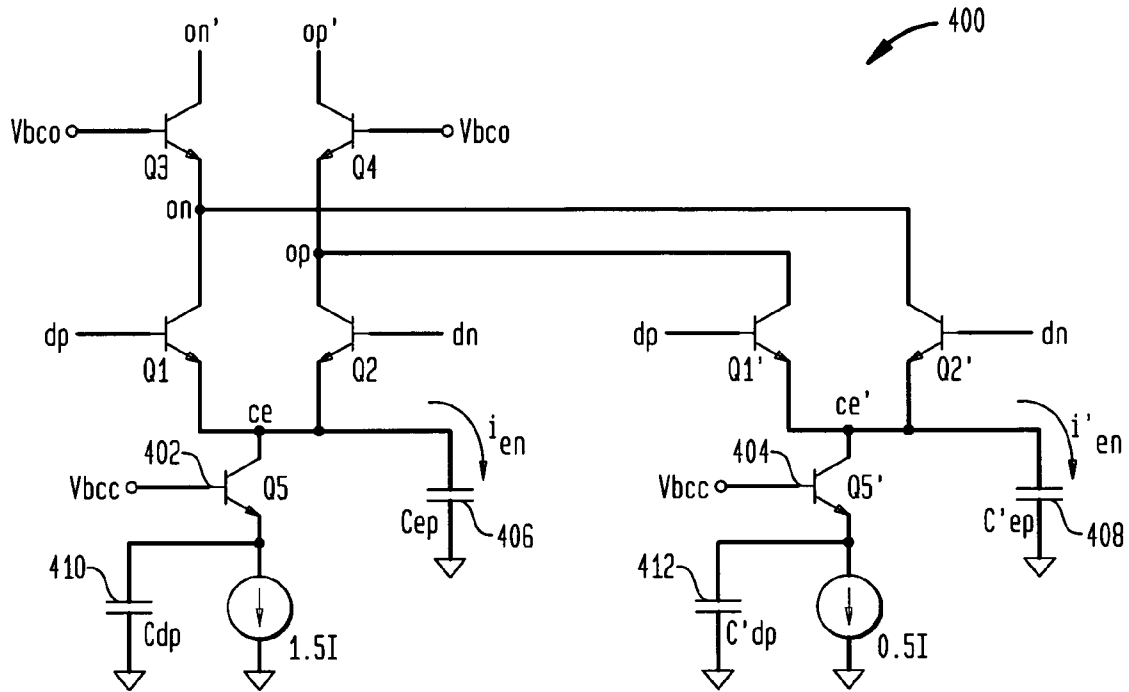 on' op' 400
Vbco Vbco
Q3 Q4
on
op
dp dn dp dn
Q1 Q2 Q1' Q2'
ce ce'
i_en i'_en
402 404
Vbcc Q5 Vbcc Q5'
Cep 406 C'ep 408
410 412
Cdp 1.5I C'dp 0.5I